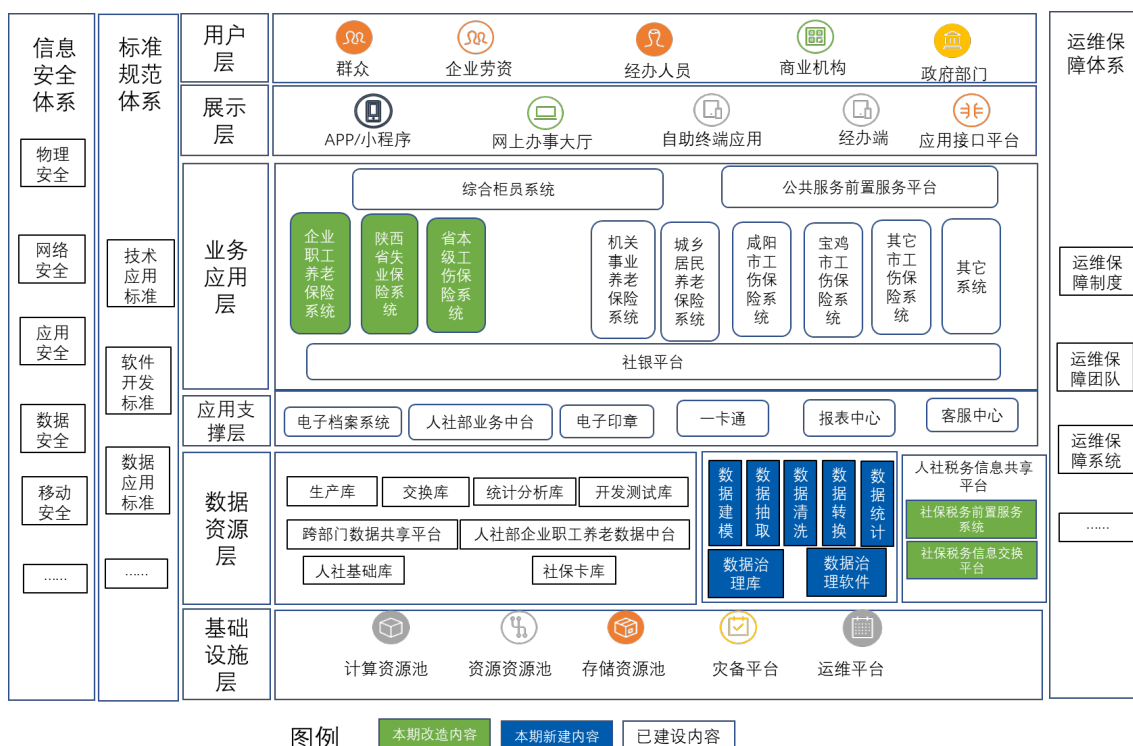 信息
安全
体系
物理
安全
网络
安全
应用
安全
数据
安全
移动
安全
......
标准
规范
体系
技术
应用
标准
软件
开发
标准
数据
应用
标准
......
用户
层
群众
企业劳资
经办人员
商业机构
政府部门
展示
层
APP/小程序
网上办事大厅
自助终端应用
经办端
应用接口平台
业务
应用
层
综合柜员系统
公共服务前置服务平台
企业
职工
养老
保险
系统
陕西
省失
业保
险系
统
省本
级工
伤保
险系
统
机关
事业
养老
保险
系统
城乡
居民
养老
保险
系统
咸阳
市工
伤保
险系
统
宝鸡
市工
伤保
险系
统
其它
市工
伤保
险系
统
其它
系统
社银平台
应用支
撑层
电子档案系统
人社部业务中台
电子印章
一卡通
报表中心
客服中心
数据
资源
层
生产库
交换库
统计分析库
开发测试库
跨部门数据共享平台
人社部企业职工养老数据中台
人社基础库
社保卡库
数据建模
数据抽取
数据清洗
数据转换
数据统计
数据治
理库
数据治
理软件
人社税务信息共享
平台
社保税务前置服务
系统
社保税务信息交换
平台
基础
设施
层
计算资源池
资源资源池
存储资源池
灾备平台
运维平台
运维保
障体系
运维保
障制度
运维保
障团队
运维保
障系统
......
图例
本期改造内容
本期新建内容
已建设内容